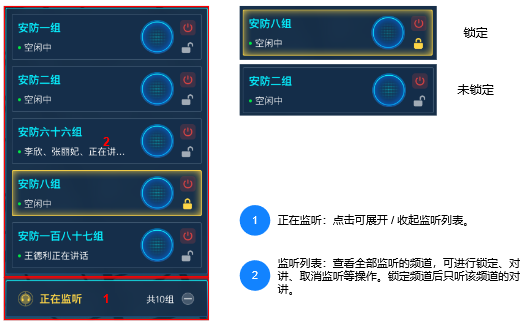 安防一组
空闲中
安防二组
空闲中
安防六十六组
李欣、张丽妃、正在讲...
2
安防八组
空闲中
安防一百八十七组
王德利正在讲话
正在监听
1
共10组
安防八组
空闲中
锁定
安防二组
空闲中
未锁定
1
正在监听：点击可展开 / 收起监听列表。
2
监听列表：查看全部监听的频道，可进行锁定、对
讲、取消监听等操作。锁定频道后只听该频道的对
讲。